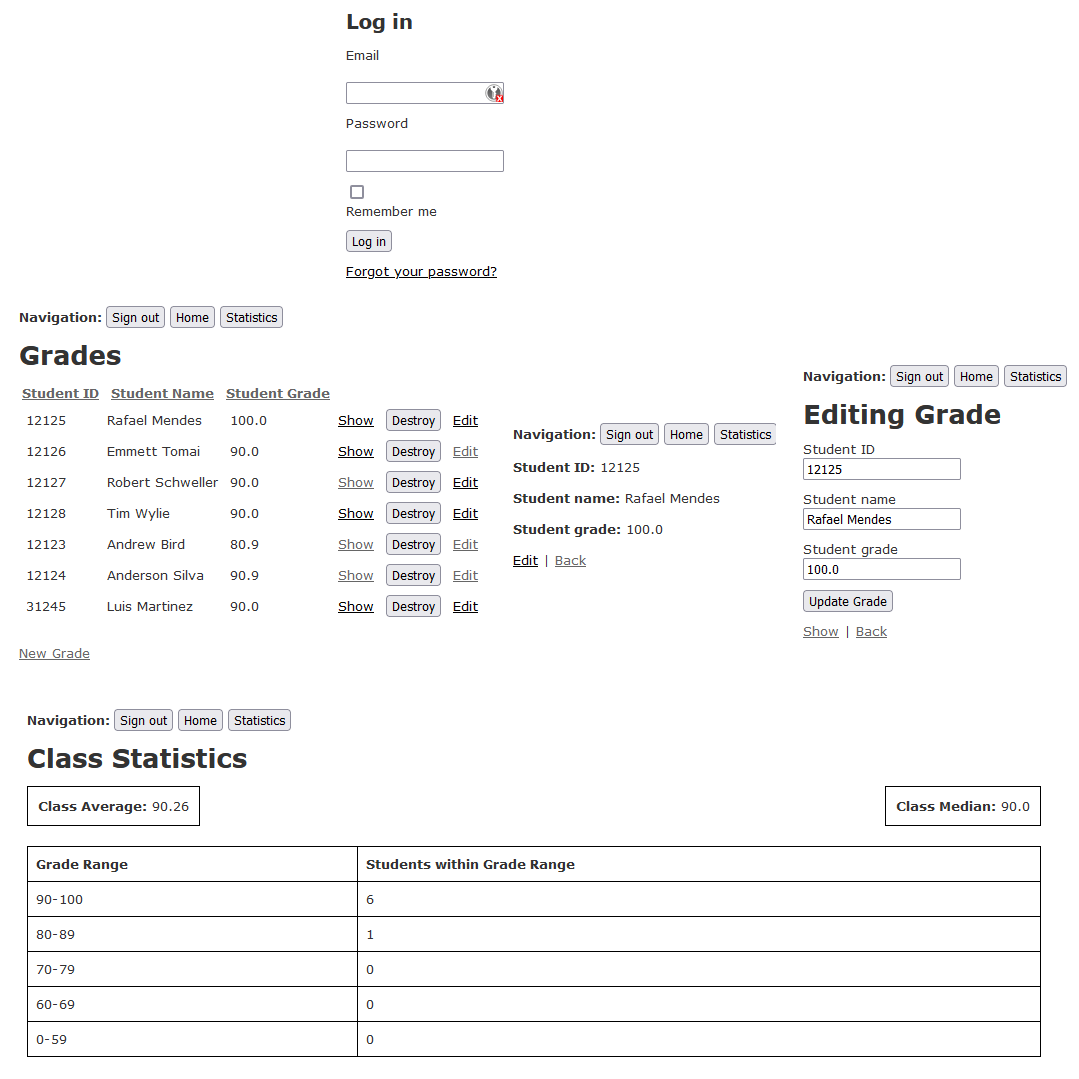 Log in
Email
Password
Remember me
Log in
Forgot your password?
Navigation: Sign out Home Statistics
Grades
Student ID Student Name Student Grade
12125 Rafael Mendes 100.0 Show Destroy Edit
12126 Emmett Tomai 90.0 Show Destroy Edit
12127 Robert Schweller 90.0 Show Destroy Edit
12128 Tim Wylie 90.0 Show Destroy Edit
12123 Andrew Bird 80.9 Show Destroy Edit
12124 Anderson Silva 90.9 Show Destroy Edit
31245 Luis Martinez 90.0 Show Destroy Edit
New Grade
Navigation: Sign out Home Statistics
Student ID: 12125
Student name: Rafael Mendes
Student grade: 100.0
Edit | Back
Navigation: Sign out Home Statistics
Editing Grade
Student ID
12125
Student name
Rafael Mendes
Student grade
100.0
Update Grade
Show | Back
Navigation: Sign out Home Statistics
Class Statistics
Class Average: 90.26 Class Median: 90.0
Grade Range Students within Grade Range
90-100 6
80-89 1
70-79 0
60-69 0
0-59 0